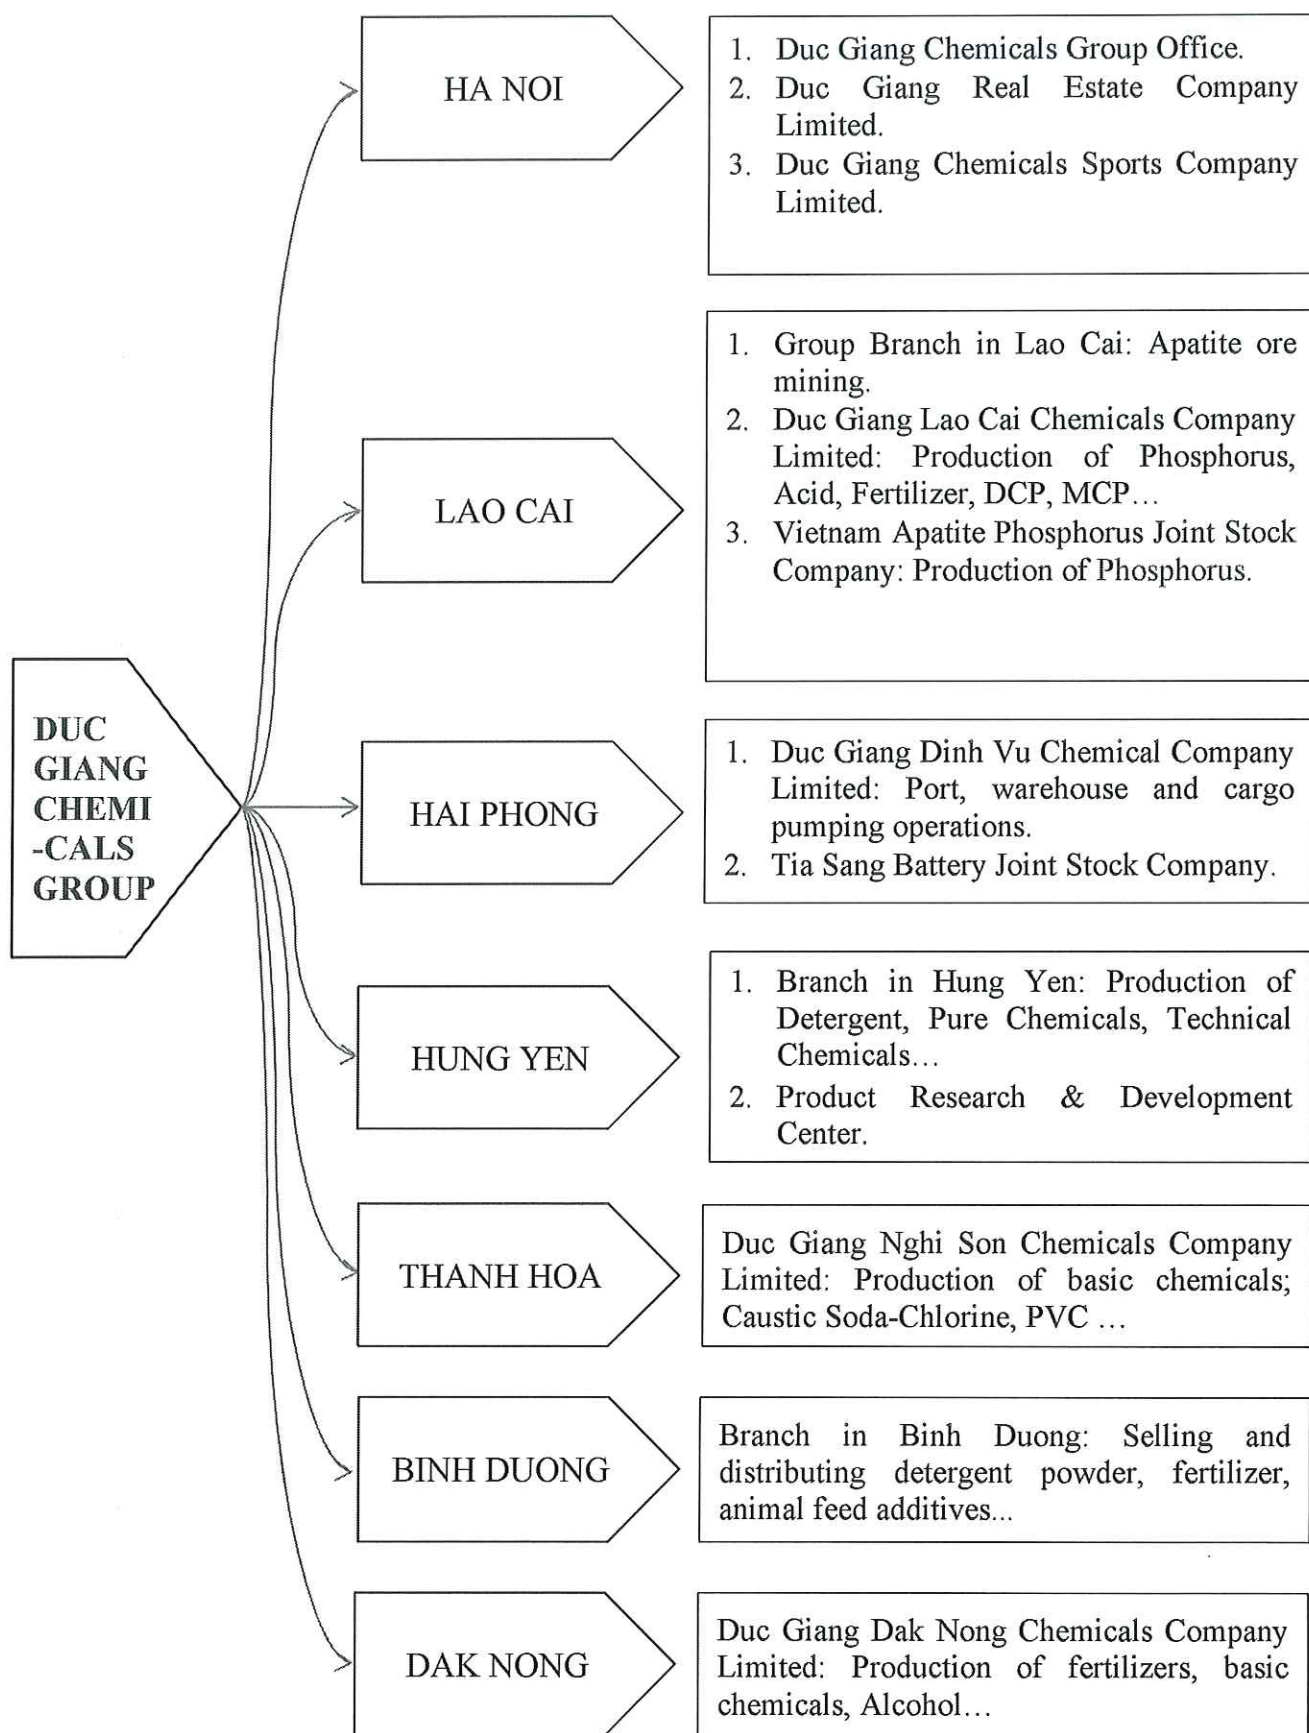 HA NOI
1. Duc Giang Chemicals Group Office.
2. Duc Giang Real Estate Company
Limited.
3. Duc Giang Chemicals Sports Company
Limited.
LAO CAI
1. Group Branch in Lao Cai: Apatite ore
mining.
2. Duc Giang Lao Cai Chemicals Company
Limited: Production of Phosphorus,
Acid, Fertilizer, DCP, MCP…
3. Vietnam Apatite Phosphorus Joint Stock
Company: Production of Phosphorus.
DUC
GIANG
CHEMI
-CALS
GROUP
HAI PHONG
1. Duc Giang Dinh Vu Chemical Company
Limited: Port, warehouse and cargo
pumping operations.
2. Tia Sang Battery Joint Stock Company.
HUNG YEN
1. Branch in Hung Yen: Production of
Detergent, Pure Chemicals, Technical
Chemicals…
2. Product Research & Development
Center.
THANH HOA
Duc Giang Nghi Son Chemicals Company
Limited: Production of basic chemicals;
Caustic Soda-Chlorine, PVC …
BINH DUONG
Branch in Binh Duong: Selling and
distributing detergent powder, fertilizer,
animal feed additives...
DAK NONG
Duc Giang Dak Nong Chemicals Company
Limited: Production of fertilizers, basic
chemicals, Alcohol…